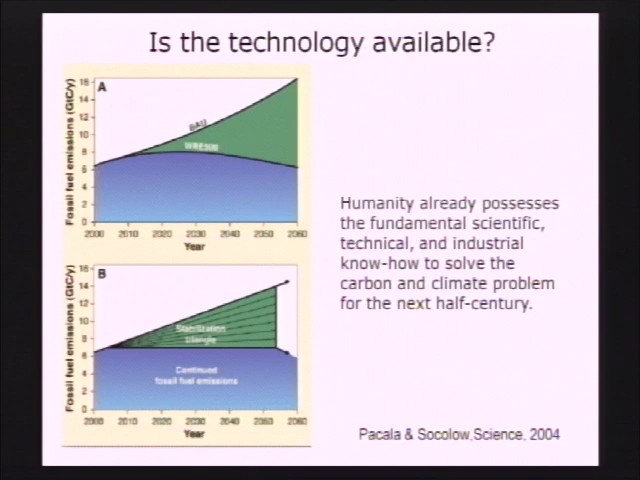 Is the technology available?
A
Fossil fuel emissions (GtC/y)
16
14
12
10
8
6
4
2
0
BAU
WRE500
2000 2010 2020 2030 2040 2050 2060
Year
B
Fossil fuel emissions (GtC/y)
16
14
12
10
8
6
4
2
0
Stabilization
triangle
Continued
fossil fuel emissions
2000 2010 2020 2030 2040 2050 2060
Year
Humanity already possesses
the fundamental scientific,
technical, and industrial
know-how to solve the
carbon and climate problem
for the next half-century.
Pacala & Socolow,Science, 2004